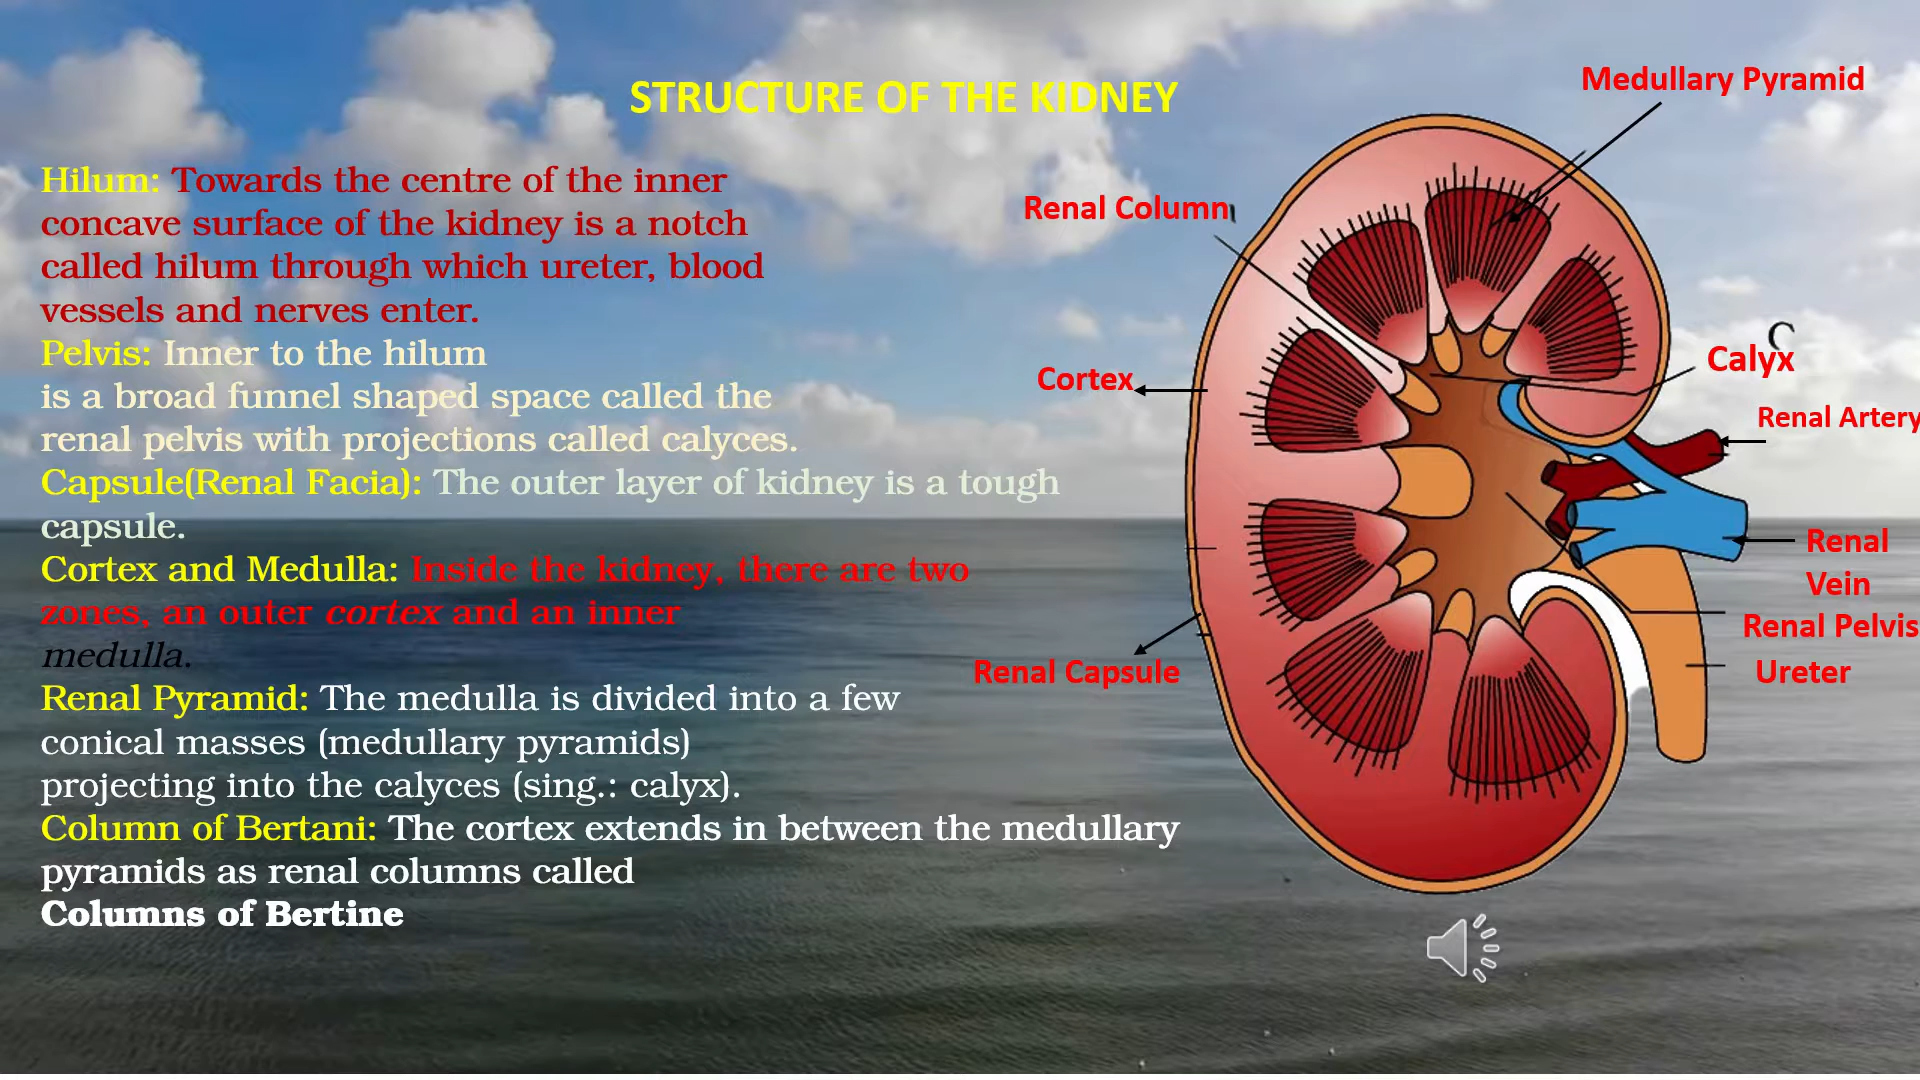 STRUCTURE OF THE KIDNEY
Hilum: Towards the centre of the inner
concave surface of the kidney is a notch
called hilum through which ureter, blood
vessels and nerves enter.
Pelvis: Inner to the hilum
is a broad funnel shaped space called the
renal pelvis with projections called calyces.
Capsule(Renal Facia): The outer layer of kidney is a tough
capsule.
Cortex and Medulla: Inside the kidney, there are two
zones, an outer cortex and an inner
medulla.
Renal Pyramid: The medulla is divided into a few
conical masses (medullary pyramids)
projecting into the calyces (sing.: calyx).
Column of Bertani: The cortex extends in between the medullary
pyramids as renal columns called
Columns of Bertine
Medullary Pyramid
Renal Column
Cortex
C
Calyx
Renal Artery
Renal
Vein
Renal Pelvis
Renal Capsule
Ureter